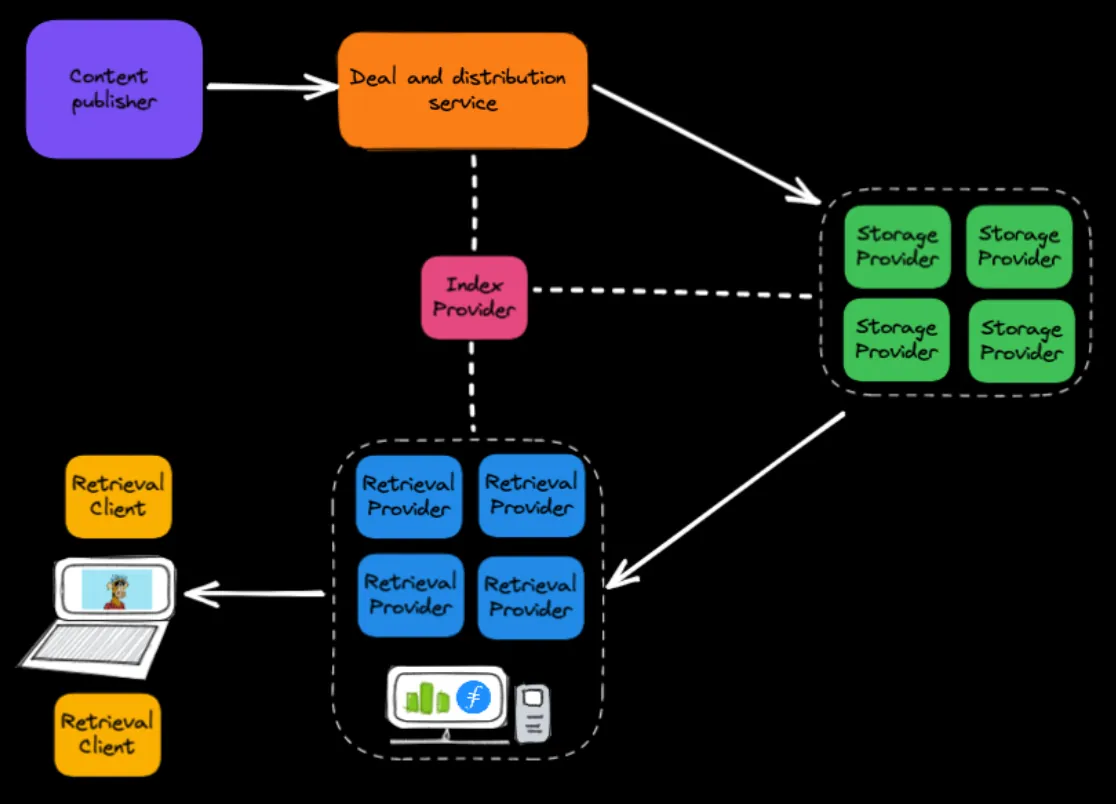 Content
publisher
Deal and distribution
service
Storage
Provider
Storage
Provider
Index
Provider
Storage
Provider
Storage
Provider
Retrieval
Client
Retrieval
Provider
Retrieval
Provider
Retrieval
Provider
Retrieval
Provider
Retrieval
Client